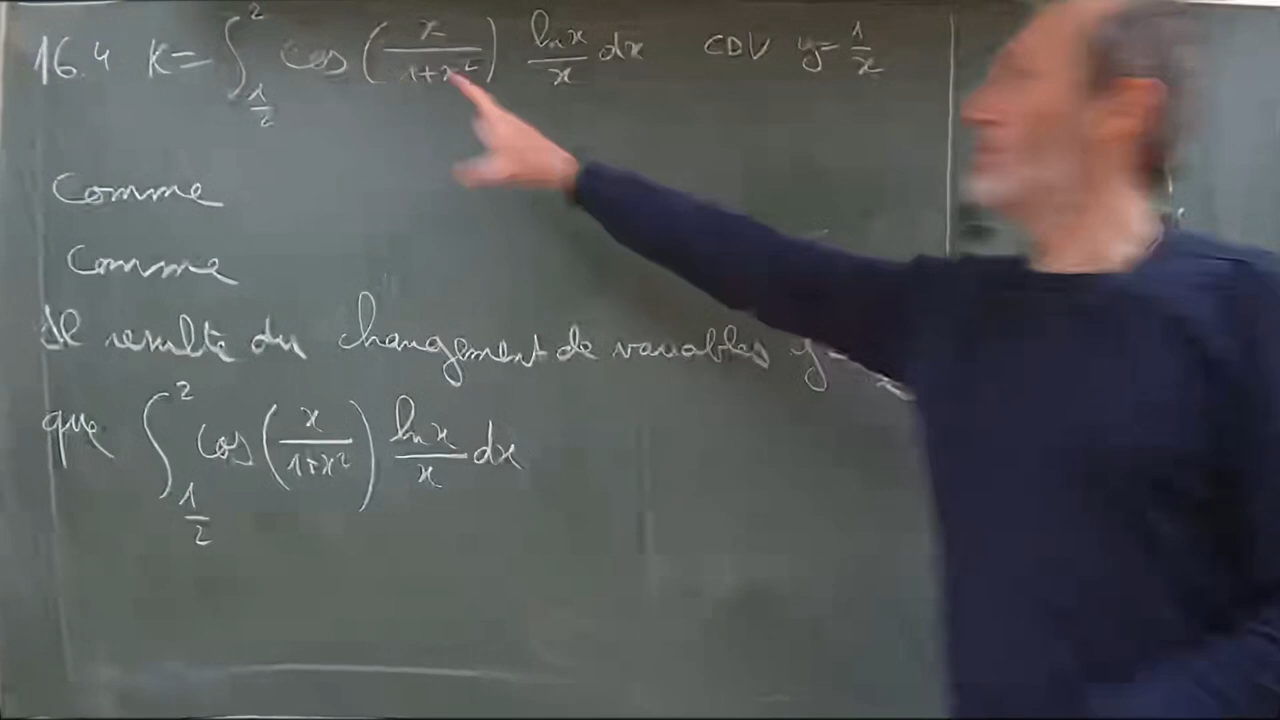 16.4 K = ∫_{1/2}^{2} cos(x/(1+x²)) ln x/x dx CDV y = 1/x
Comme
Comme
Il resulte du changement de variables y =
que ∫_{1/2}^{2} cos(x/(1+x²)) ln x/x dx